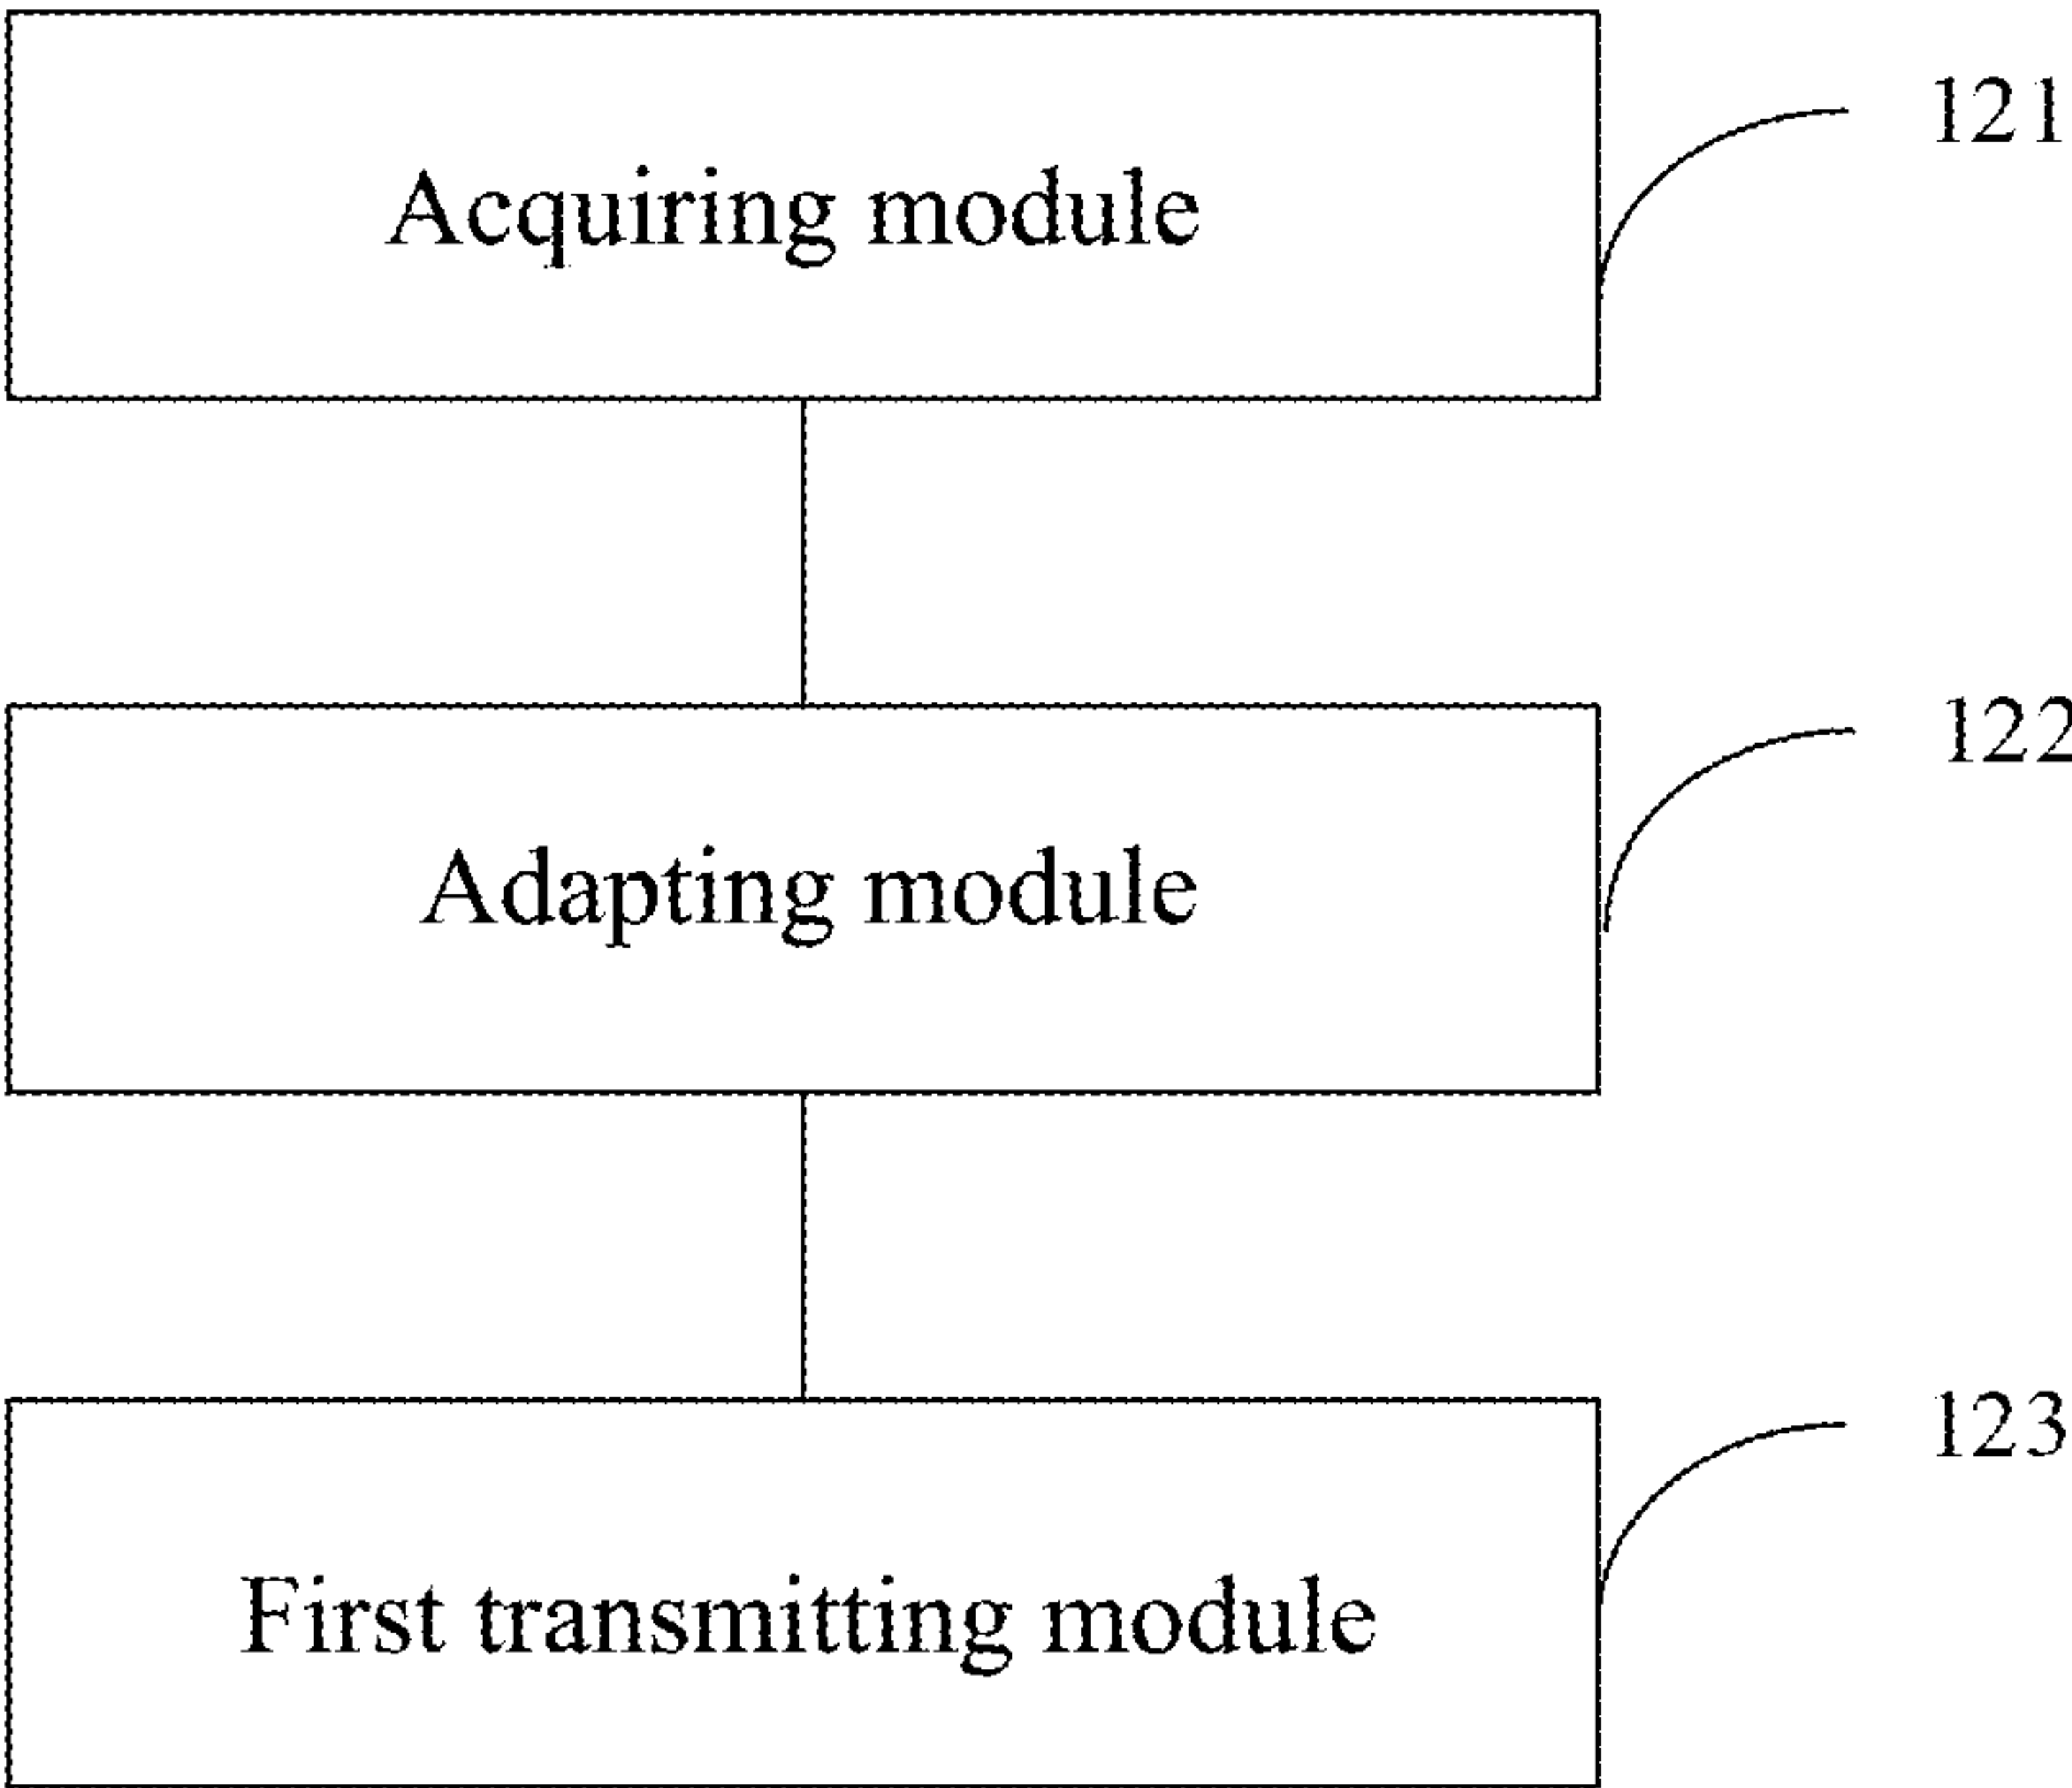 Acquiring module
121
Adapting module
122
First transmitting module
123